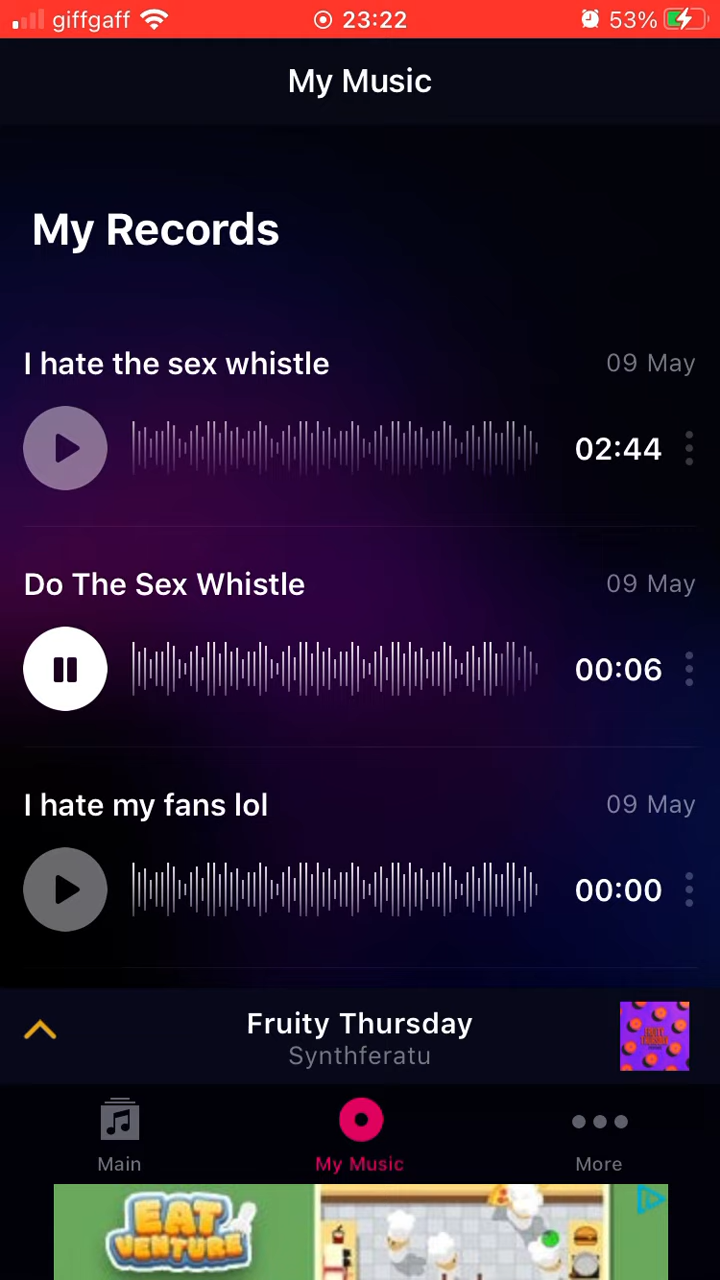 giffgaff 23:22 53%
My Music
My Records
I hate the sex whistle 09 May
02:44
Do The Sex Whistle 09 May
00:06
I hate my fans lol 09 May
00:00
Fruity Thursday
Synthferatu
FRUITY
THURSDAY
Main My Music More
EAT
VENTURE